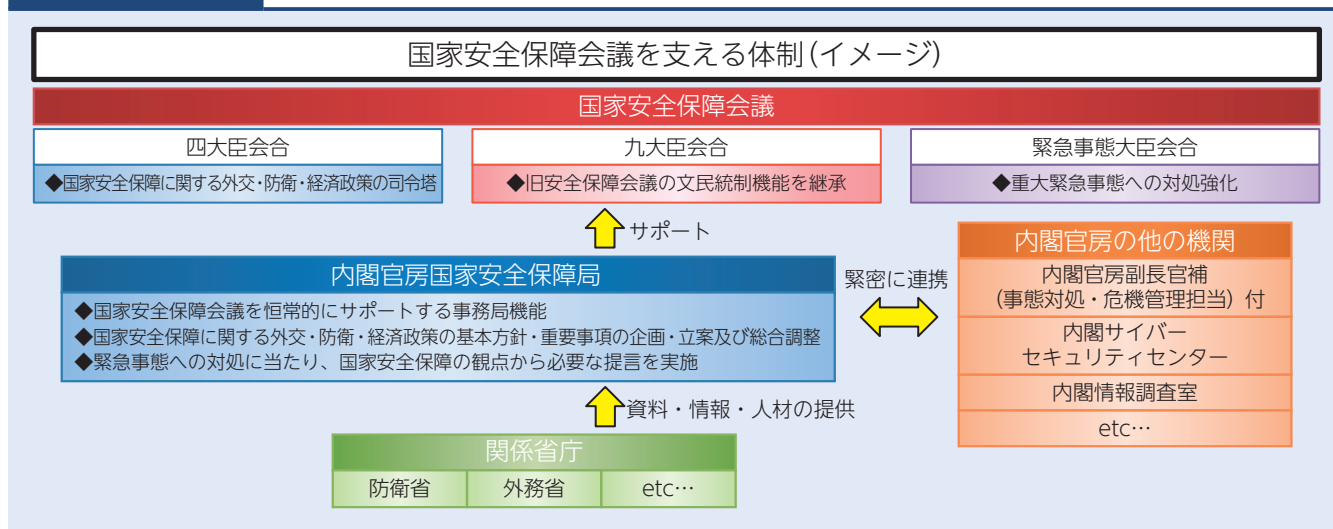 国家安全保障会議を支える体制(イメージ)
国家安全保障会議
四大臣会合
◆国家安全保障に関する外交・防衛・経済政策の司令塔
九大臣会合
◆旧安全保障会議の文民統制機能を継承
緊急事態大臣会合
◆重大緊急事態への対処強化
サポート
内閣官房国家安全保障局
◆国家安全保障会議を恒常的にサポートする事務局機能
◆国家安全保障に関する外交・防衛・経済政策の基本方針・重要事項の企画・立案及び総合調整
◆緊急事態への対処に当たり、国家安全保障の観点から必要な提言を実施
緊密に連携
内閣官房の他の機関
内閣官房副長官補
(事態対処・危機管理担当)付
内閣サイバー
セキュリティセンター
内閣情報調査室
etc…
資料・情報・人材の提供
関係省庁
防衛省
外務省
etc…